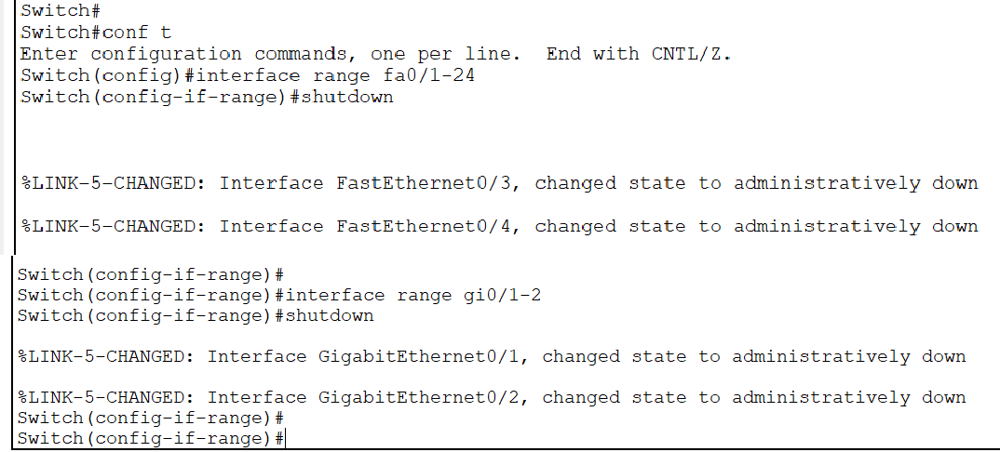 Switch#
Switch#conf t
Enter configuration commands, one per line.  End with CNTL/Z.
Switch(config)#interface range fa0/1-24
Switch(config-if-range)#shutdown
%LINK-5-CHANGED: Interface FastEthernet0/3, changed state to administratively down
%LINK-5-CHANGED: Interface FastEthernet0/4, changed state to administratively down
Switch(config-if-range)#
Switch(config-if-range)#interface range gi0/1-2
Switch(config-if-range)#shutdown
%LINK-5-CHANGED: Interface GigabitEthernet0/1, changed state to administratively down
%LINK-5-CHANGED: Interface GigabitEthernet0/2, changed state to administratively down
Switch(config-if-range)#
Switch(config-if-range)#